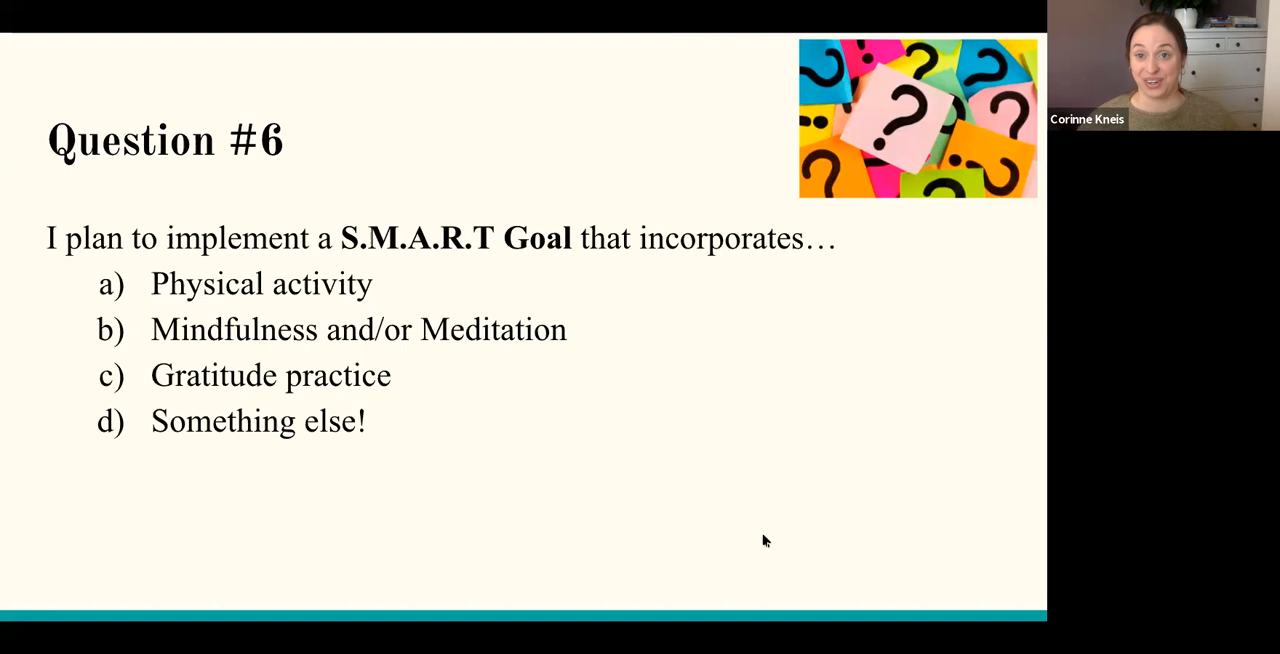 Question #6
I plan to implement a S.M.A.R.T Goal that incorporates…
a) Physical activity
b) Mindfulness and/or Meditation
c) Gratitude practice
d) Something else!
Corinne Kneis